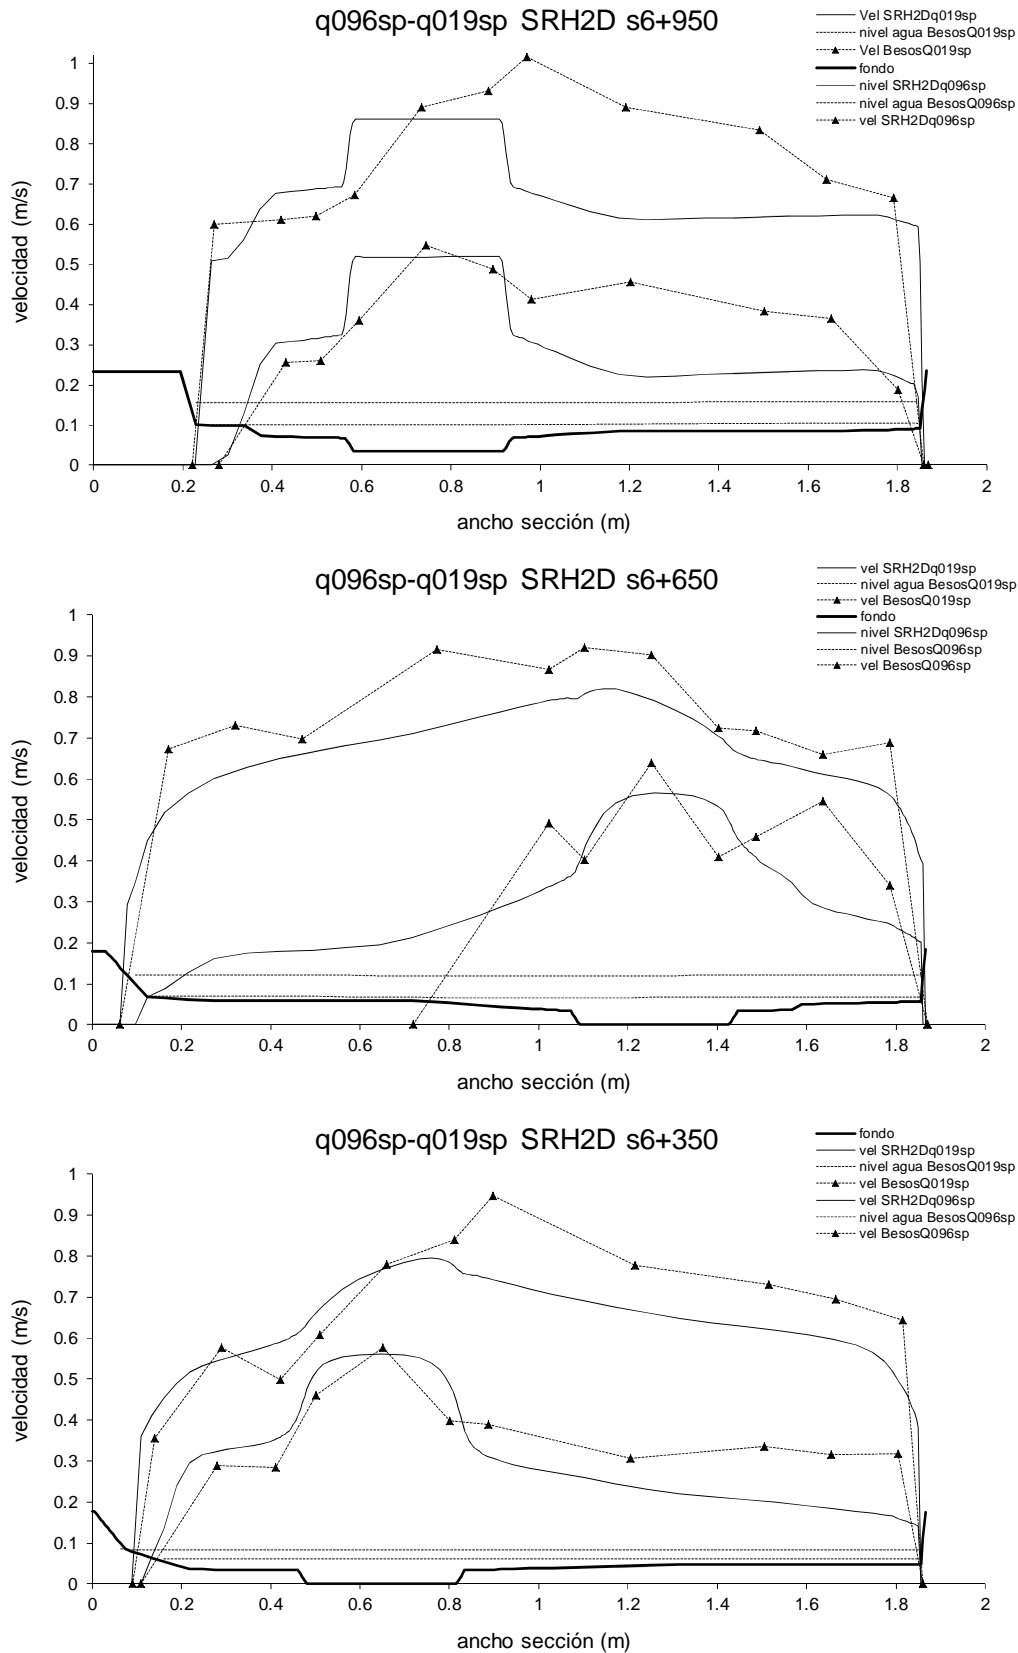 q096sp-q019sp SRH2D s6+950
Vel SRH2Dq019sp
nivel agua BesosQ019sp
Vel BesosQ019sp
fondo
nivel SRH2Dq096sp
nivel agua BesosQ096sp
vel SRH2Dq096sp
velocidad (m/s)
1
0.9
0.8
0.7
0.6
0.5
0.4
0.3
0.2
0.1
0
0 0.2 0.4 0.6 0.8 1 1.2 1.4 1.6 1.8 2
ancho sección (m)
q096sp-q019sp SRH2D s6+650
vel SRH2Dq019sp
nivel agua BesosQ019sp
vel BesosQ019sp
fondo
nivel SRH2Dq096sp
nivel BesosQ096sp
vel BesosQ096sp
velocidad (m/s)
1
0.9
0.8
0.7
0.6
0.5
0.4
0.3
0.2
0.1
0
0 0.2 0.4 0.6 0.8 1 1.2 1.4 1.6 1.8 2
ancho sección (m)
q096sp-q019sp SRH2D s6+350
fondo
vel SRH2Dq019sp
nivel agua BesosQ019sp
vel BesosQ019sp
vel SRH2Dq096sp
nivel agua BesosQ096sp
vel BesosQ096sp
velocidad (m/s)
1
0.9
0.8
0.7
0.6
0.5
0.4
0.3
0.2
0.1
0
0 0.2 0.4 0.6 0.8 1 1.2 1.4 1.6 1.8 2
ancho sección (m)